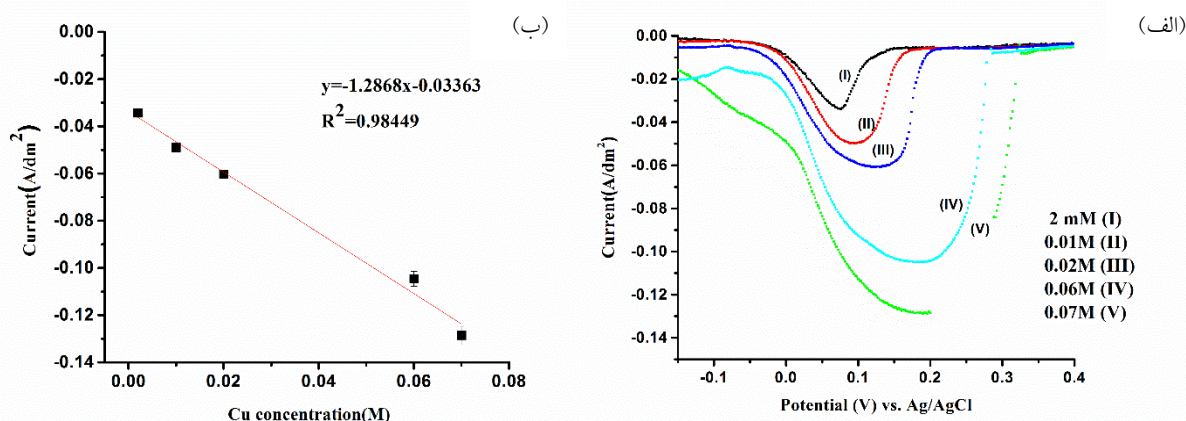 (ب)
0.00
-0.02
-0.04
-0.06
-0.08
-0.10
-0.12
-0.14
Current(A/dm²)
y=-1.2868x-0.03363
R²=0.98449
0.00 0.02 0.04 0.06 0.08
Cu concentration(M)
(الف)
0.00
-0.02
-0.04
-0.06
-0.08
-0.10
-0.12
-0.14
Current(A/dm²)
(I)
(II)
(III)
(IV)
(V)
2 mM (I)
0.01M (II)
0.02M (III)
0.06M (IV)
0.07M (V)
-0.1 0.0 0.1 0.2 0.3 0.4
Potential (V) vs. Ag/AgCl